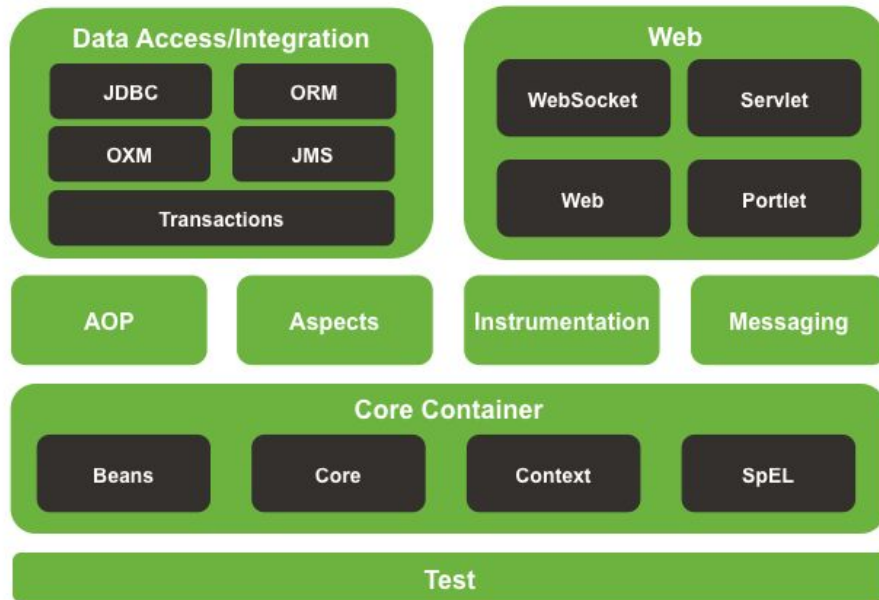 Data Access/Integration
JDBC
ORM
OXM
JMS
Transactions
Web
WebSocket
Servlet
Web
Portlet
AOP
Aspects
Instrumentation
Messaging
Core Container
Beans
Core
Context
SpEL
Test